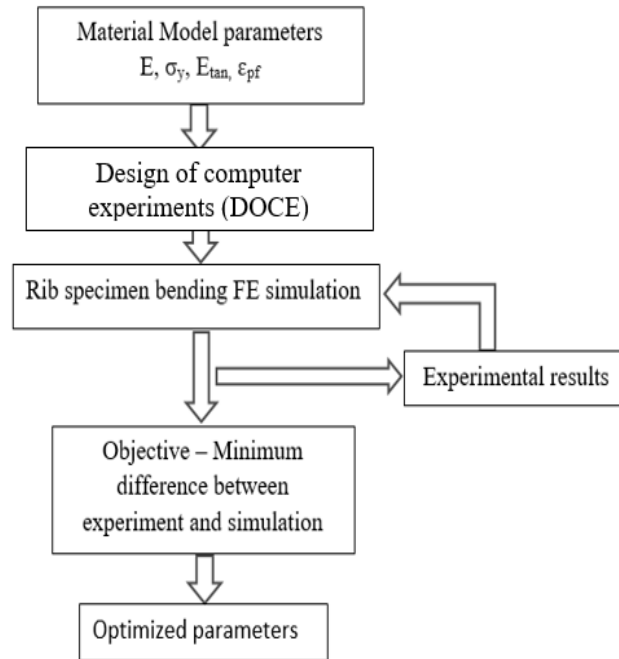 Material Model parameters
E, σy, Etan, εpf
Design of computer
experiments (DOCE)
Rib specimen bending FE simulation
Experimental results
Objective – Minimum
difference between
experiment and simulation
Optimized parameters